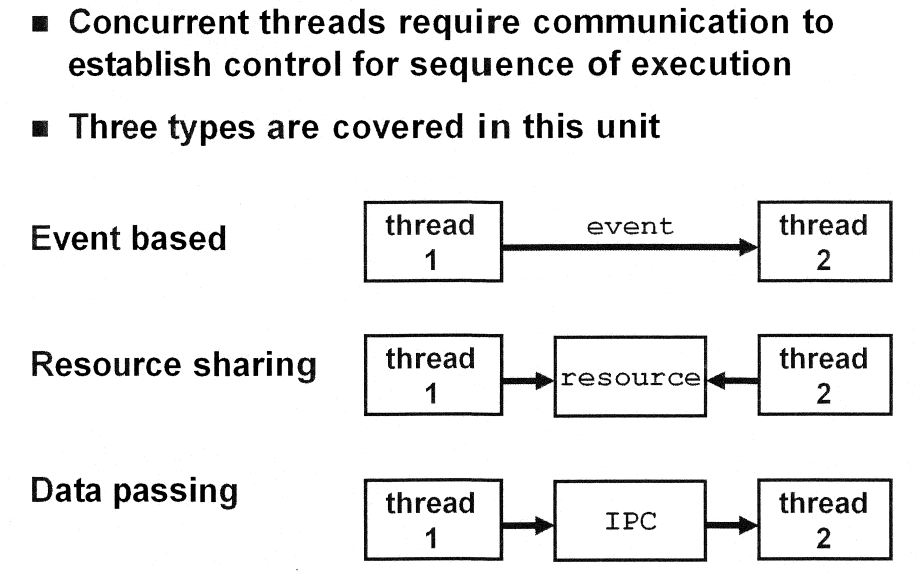 Concurrent threads require communication to
establish control for sequence of execution
Three types are covered in this unit
Event based
thread
1
event
thread
2
Resource sharing
thread
1
resource
thread
2
Data passing
thread
1
IPC
thread
2